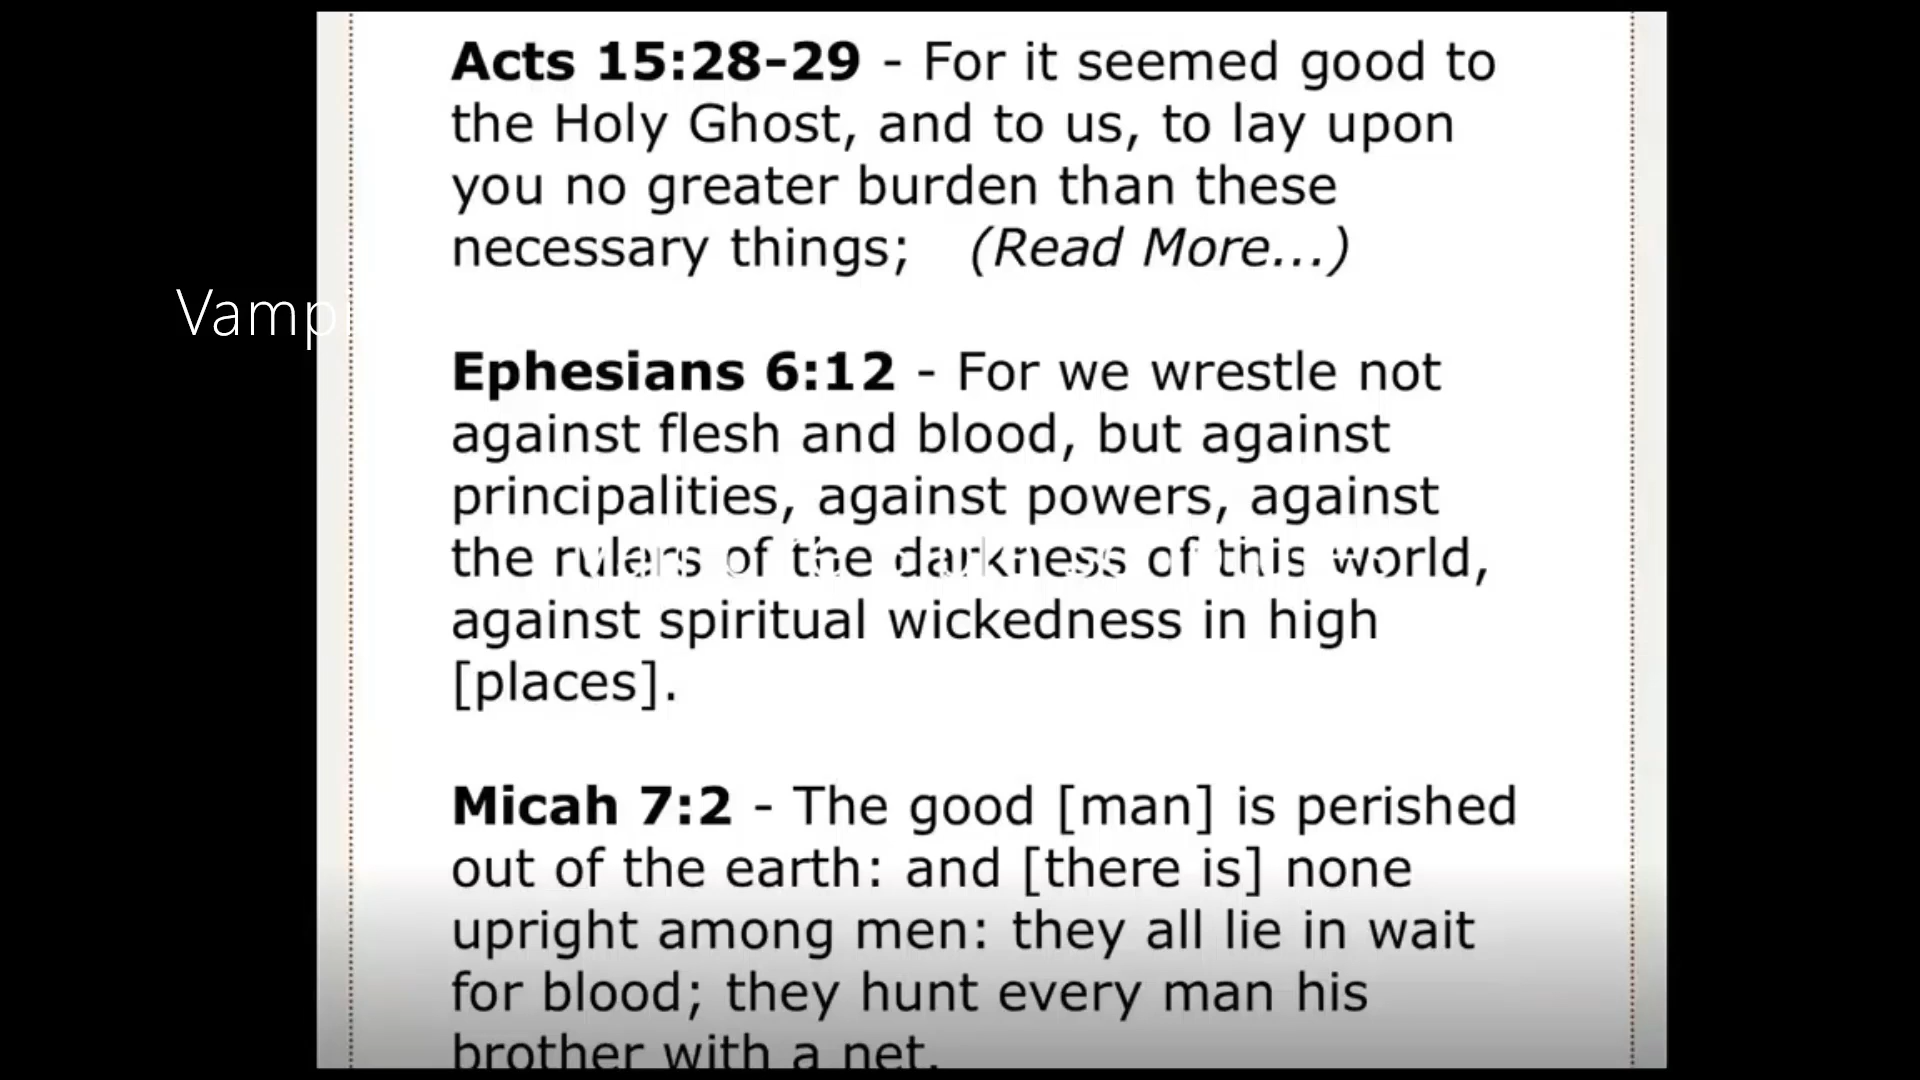 Acts 15:28-29 - For it seemed good to
the Holy Ghost, and to us, to lay upon
you no greater burden than these
necessary things; (Read More...)
Vamp
Ephesians 6:12 - For we wrestle not
against flesh and blood, but against
principalities, against powers, against
the rulers of the darkness of this world,
against spiritual wickedness in high
[places].
Micah 7:2 - The good [man] is perished
out of the earth: and [there is] none
upright among men: they all lie in wait
for blood; they hunt every man his
brother with a net.